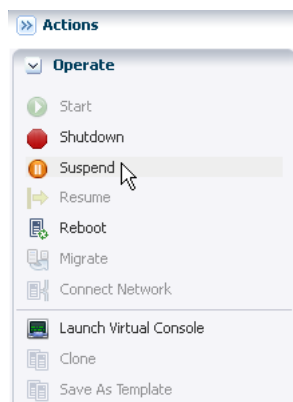 Actions
Operate
Start
Shutdown
Suspend
Resume
Reboot
Migrate
Connect Network
Launch Virtual Console
Clone
Save As Template